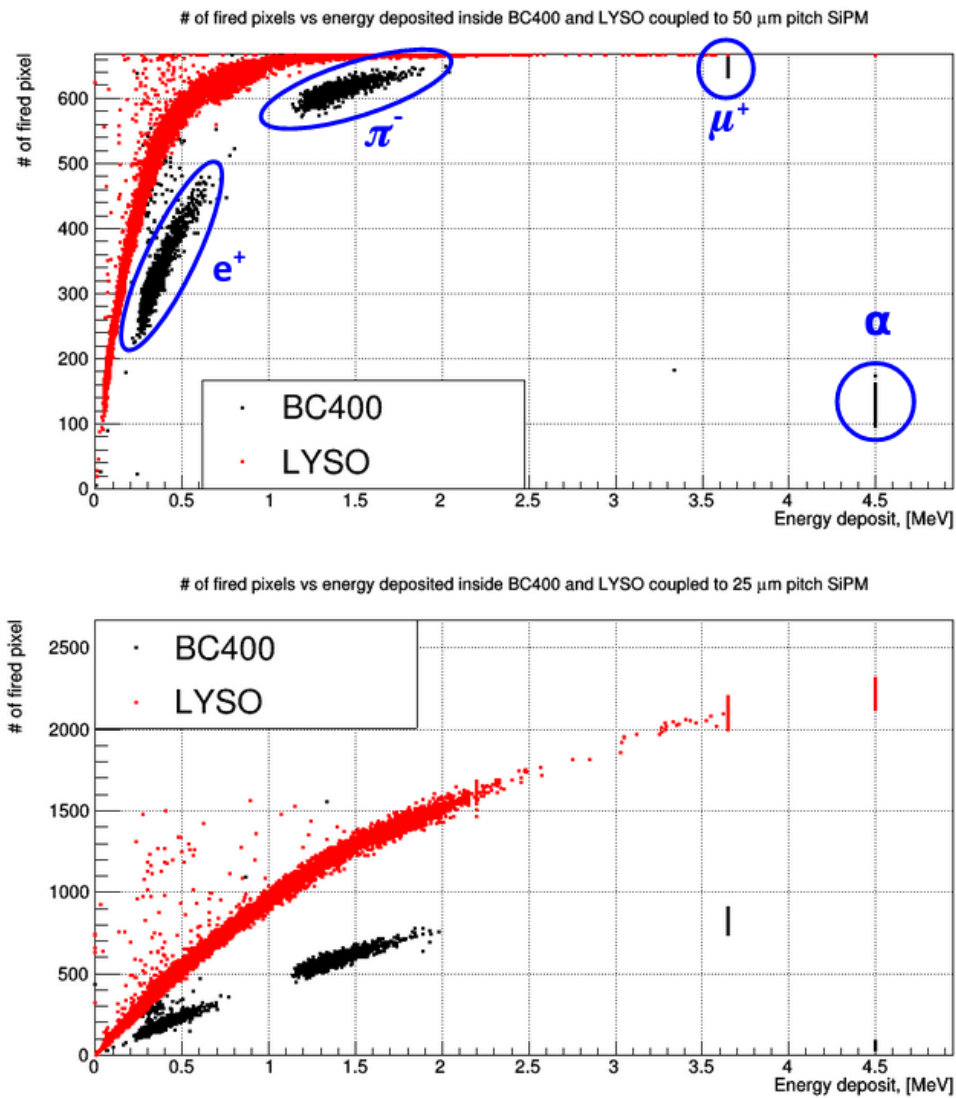 # of fired pixels vs energy deposited inside BC400 and LYSO coupled to 50 μm pitch SiPM
# of fired pixel
600
500
400
300
200
100
0
π⁻
μ⁺
e⁺
α
BC400
LYSO
0 0.5 1 1.5 2 2.5 3 3.5 4 4.5
Energy deposit, [MeV]
# of fired pixels vs energy deposited inside BC400 and LYSO coupled to 25 μm pitch SiPM
# of fired pixel
2500
2000
1500
1000
500
0
BC400
LYSO
0 0.5 1 1.5 2 2.5 3 3.5 4 4.5
Energy deposit, [MeV]